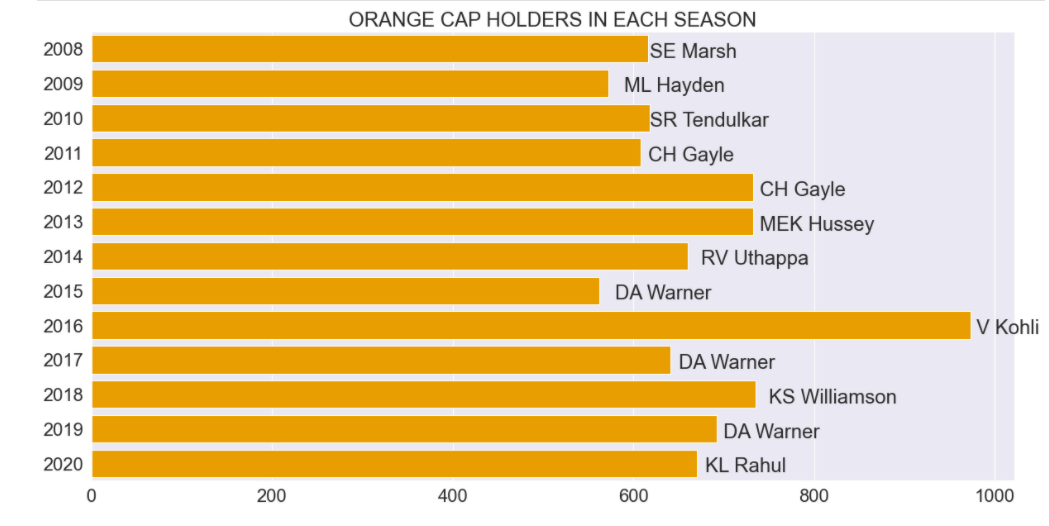 ORANGE CAP HOLDERS IN EACH SEASON
2008 SE Marsh
2009 ML Hayden
2010 SR Tendulkar
2011 CH Gayle
2012 CH Gayle
2013 MEK Hussey
2014 RV Uthappa
2015 DA Warner
2016 V Kohli
2017 DA Warner
2018 KS Williamson
2019 DA Warner
2020 KL Rahul
0 200 400 600 800 1000